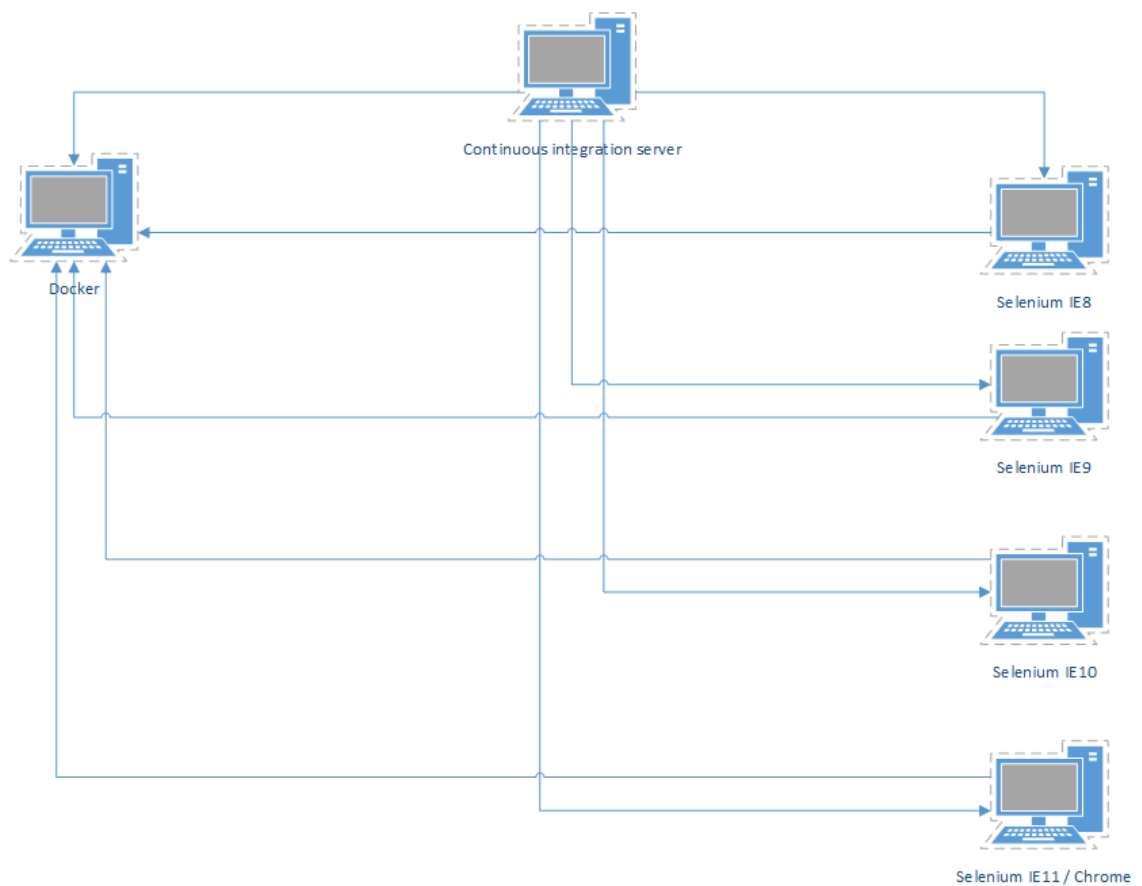 Continuous integration server
Docker
Selenium IE8
Selenium IE9
Selenium IE10
Selenium IE11 / Chrome